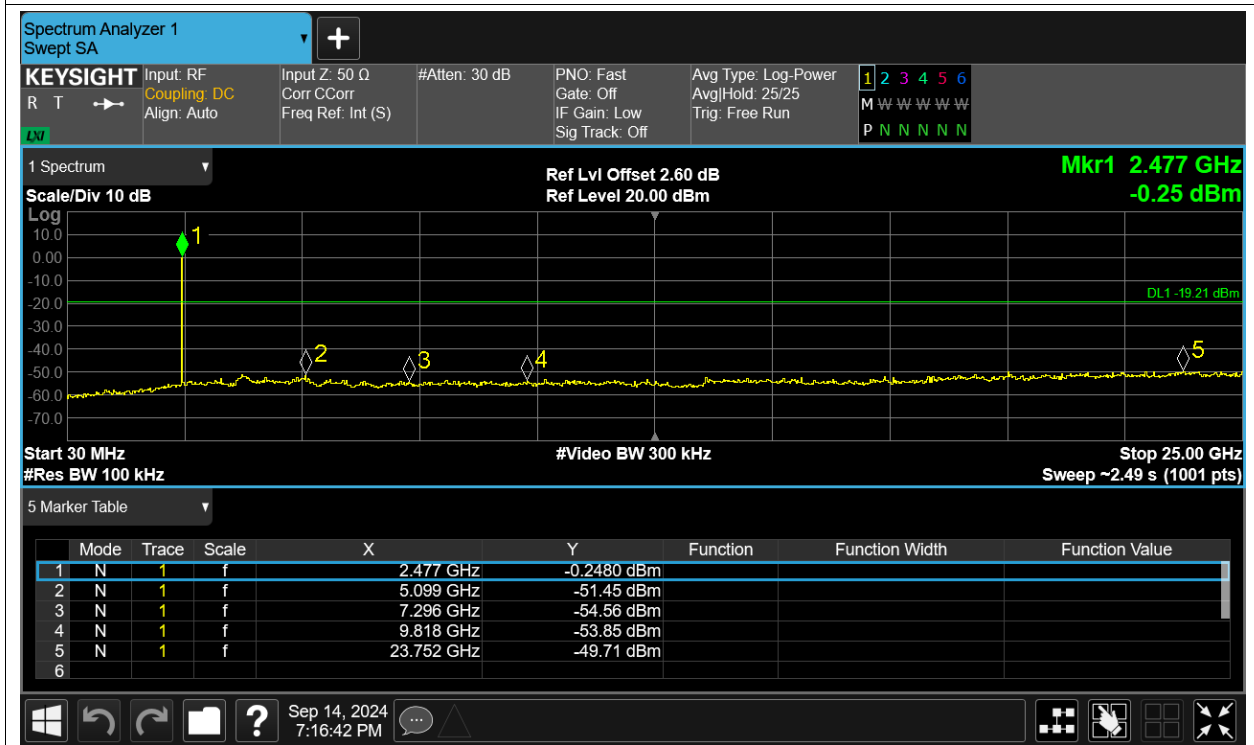 Spectrum Analyzer 1
Swept SA
KEYSIGHT Input: RF Input Z: 50 Ω #Atten: 30 dB PNO: Fast Avg Type: Log-Power 1 2 3 4 5 6
R T Coupling: DC Corr CCorr Gate: Off Avg|Hold: 25/25 M W W W W W
Align: Auto Freq Ref: Int (S) IF Gain: Low Trig: Free Run
LXI Sig Track: Off P N N N N N
1 Spectrum Ref Lvl Offset 2.60 dB Mkr1 2.477 GHz
Scale/Div 10 dB Ref Level 20.00 dBm -0.25 dBm
Log
10.0 1
0.00
-10.0
DL1 -19.21 dBm
-20.0
-30.0
-40.0 2 3 4 5
-50.0
-60.0
-70.0
Start 30 MHz #Video BW 300 kHz Stop 25.00 GHz
#Res BW 100 kHz Sweep ~2.49 s (1001 pts)
5 Marker Table
Mode Trace Scale X Y Function Function Width Function Value
1 N 1 f 2.477 GHz -0.2480 dBm
2 N 1 f 5.099 GHz -51.45 dBm
3 N 1 f 7.296 GHz -54.56 dBm
4 N 1 f 9.818 GHz -53.85 dBm
5 N 1 f 23.752 GHz -49.71 dBm
6
? Sep 14, 2024
7:16:42 PM